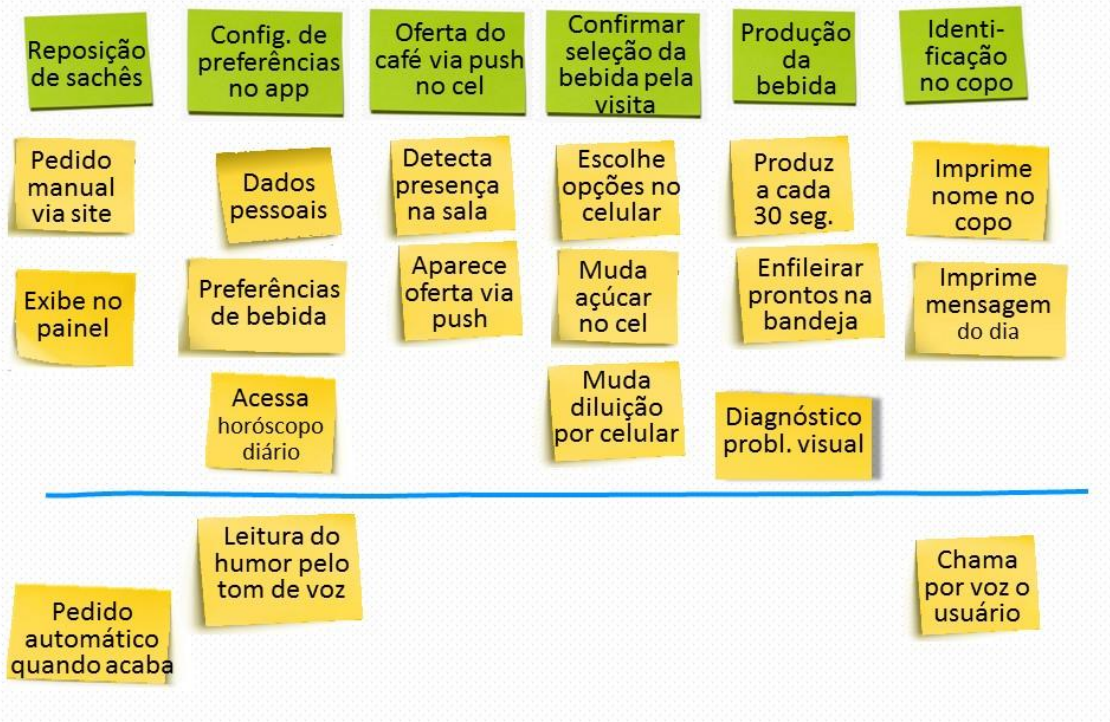 Reposição
de sachês
Config. de
preferências
no app
Oferta do
café via push
no cel
Confirmar
seleção da
bebida pela
visita
Produção
da
bebida
Identi-
ficação
no copo
Pedido
manual
via site
Dados
pessoais
Detecta
presença
na sala
Escolhe
opções no
celular
Produz
a cada
30 seg.
Imprime
nome no
copo
Exibe no
painel
Preferências
de bebida
Aparece
oferta via
push
Muda
açúcar
no cel
Enfileirar
prontos na
bandeja
Imprime
mensagem
do dia
Acessa
horóscopo
diário
Muda
diluição
por celular
Diagnóstico
probl. visual
Pedido
automático
quando acaba
Leitura do
humor pelo
tom de voz
Chama
por voz o
usuário